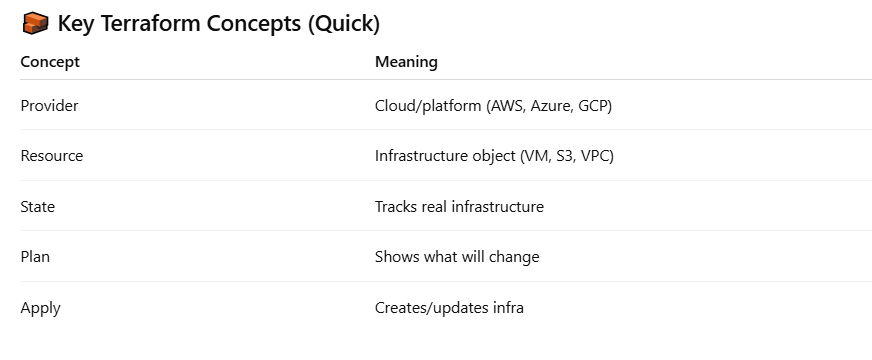 Key Terraform Concepts (Quick)
Concept Meaning
Provider Cloud/platform (AWS, Azure, GCP)
Resource Infrastructure object (VM, S3, VPC)
State Tracks real infrastructure
Plan Shows what will change
Apply Creates/updates infra